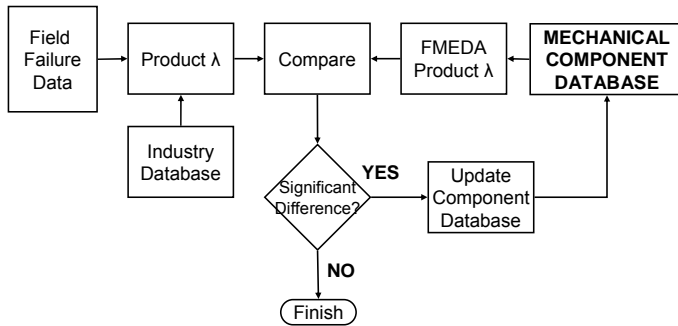 Field
Failure
Data
Product λ
Compare
FMEDA
Product λ
MECHANICAL
COMPONENT
DATABASE
Industry
Database
Significant
Difference?
YES
Update
Component
Database
NO
Finish